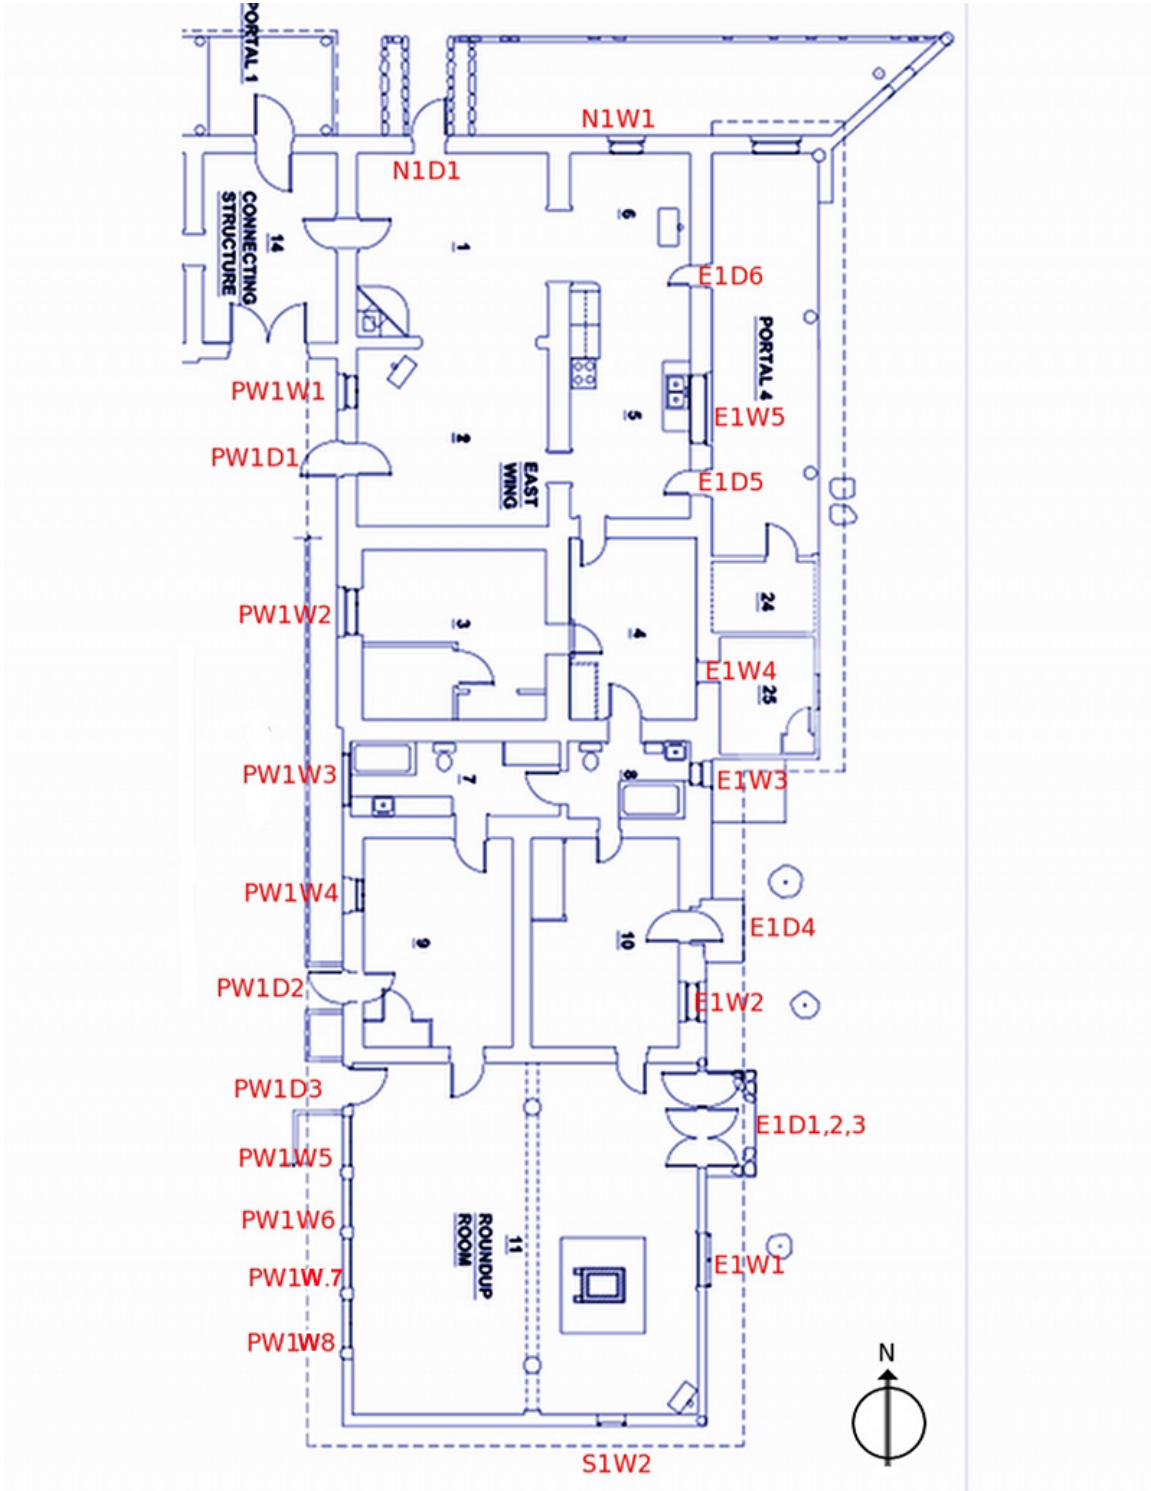 PORTAL 1
N1W1
N1D1
CONNECTING
STRUCTURE
14
1
6
E1D6
PORTAL 4
PW1W1
E1W5
5
2
PW1D1
EAST
WING
E1D5
24
PW1W2
3
4
E1W4
25
PW1W3
7
8
E1W3
PW1W4
E1D4
9
10
PW1D2
E1W2
PW1D3
E1D1,2,3
PW1W5
PW1W6
11
ROUNDUP
ROOM
E1W1
PW1W.7
PW1W8
N
S1W2